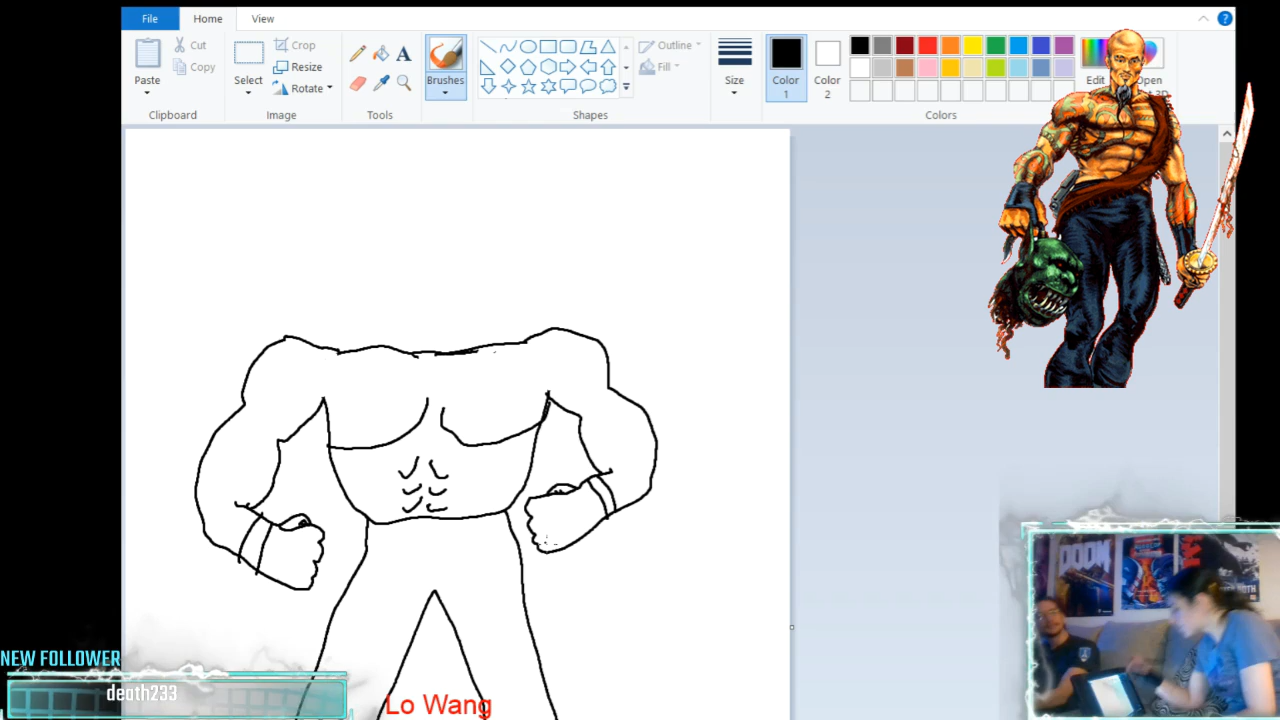 File Home View
Paste
Cut
Copy
Clipboard
Select
Crop
Resize
Rotate
Image
A
Tools
Brushes
Shapes
Outline
Fill
Size
Color
1
Color
2
Edit
Open
Colors
Lo Wang
NEW FOLLOWER
death233
DOOM